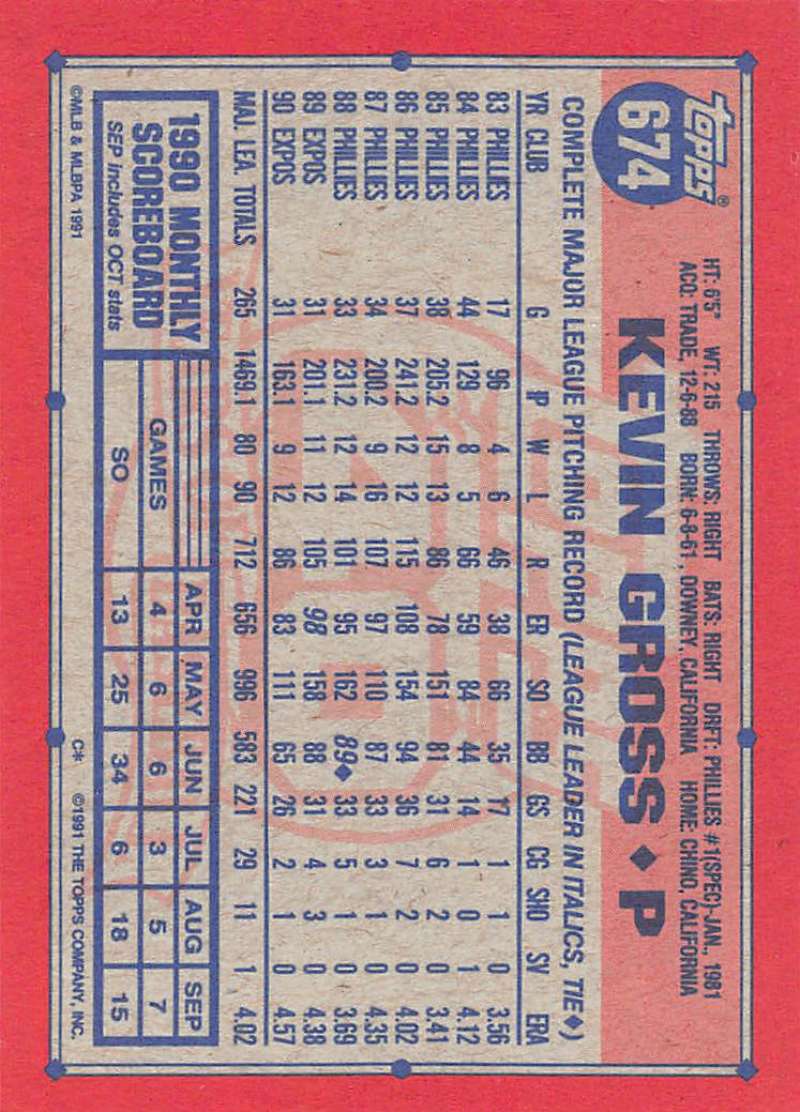 Topps®
674
HT: 6'5" WT: 215 THROWS: RIGHT BATS: RIGHT DRFT: PHILLIES #1(SPEC)-JAN., 1981
ACQ: TRADE, 12-6-88 BORN: 6-8-61, DOWNEY, CALIFORNIA HOME: CHINO, CALIFORNIA
KEVIN GROSS ♦ P
COMPLETE MAJOR LEAGUE PITCHING RECORD (LEAGUE LEADER IN ITALICS, TIE♦)
YR CLUB G IP W L R ER SO BB GS CG SHO SV ERA
83 PHILLIES 17 96 4 6 46 38 66 35 17 1 1 0 3.56
84 PHILLIES 44 129 8 5 66 59 84 44 14 1 0 1 4.12
85 PHILLIES 38 205.2 15 13 86 78 151 81 31 6 2 0 3.41
86 PHILLIES 37 241.2 12 12 115 108 154 94 36 7 2 0 4.02
87 PHILLIES 34 200.2 9 16 107 97 110 87 33 3 1 0 4.35
88 PHILLIES 33 231.2 12 14 101 95 162 89♦ 33 5 1 0 3.69
89 EXPOS 31 201.1 11 12 105 98 158 88 31 4 3 0 4.38
90 EXPOS 31 163.1 9 12 86 83 111 65 26 2 1 0 4.57
MAJ. LEA. TOTALS 265 1469.1 80 90 712 656 996 583 221 29 11 1 4.02
1990 MONTHLY
SCOREBOARD
SEP includes OCT stats
APR MAY JUN JUL AUG SEP
GAMES 4 6 6 3 5 7
SO 13 25 34 6 18 15
©MLB & MLBPA 1991 C* ©1991 THE TOPPS COMPANY, INC.